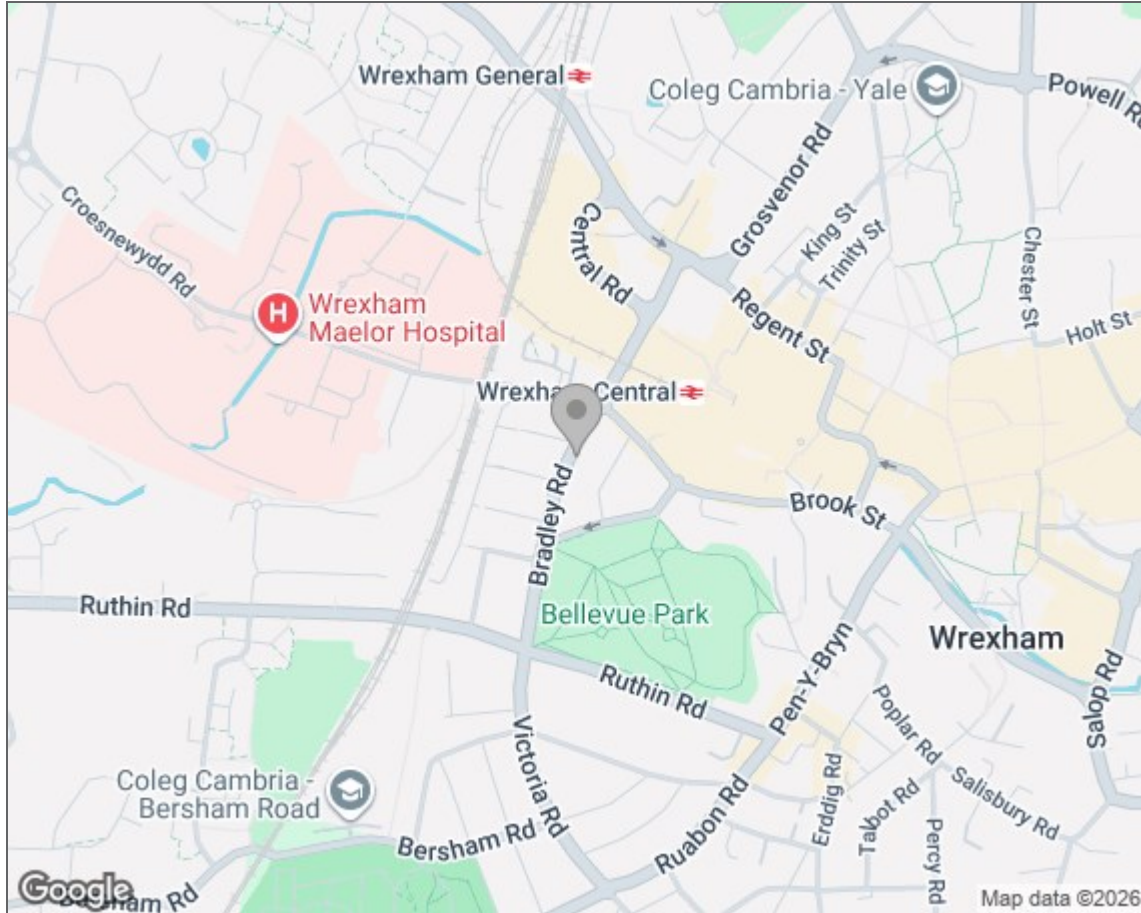 Wrexham General
Coleg Cambria - Yale
Powell Rd
Croesnewydd Rd
Central Rd
Grosvenor Rd
King St
Trinity St
Chester St
Wrexham
Maelor Hospital
Regent St
Holt St
Wrexham Central
Bradley Rd
Brook St
Ruthin Rd
Bellevue Park
Wrexham
Ruthin Rd
Pen-Y-Bryn
Salop Rd
Poplar Rd
Victoria Rd
Coleg Cambria -
Bersham Road
Erddig Rd
Talbot Rd
Salisbury Rd
Percy Rd
Bersham Rd
Ruabon Rd
Google
Bersham Rd
Map data ©2026